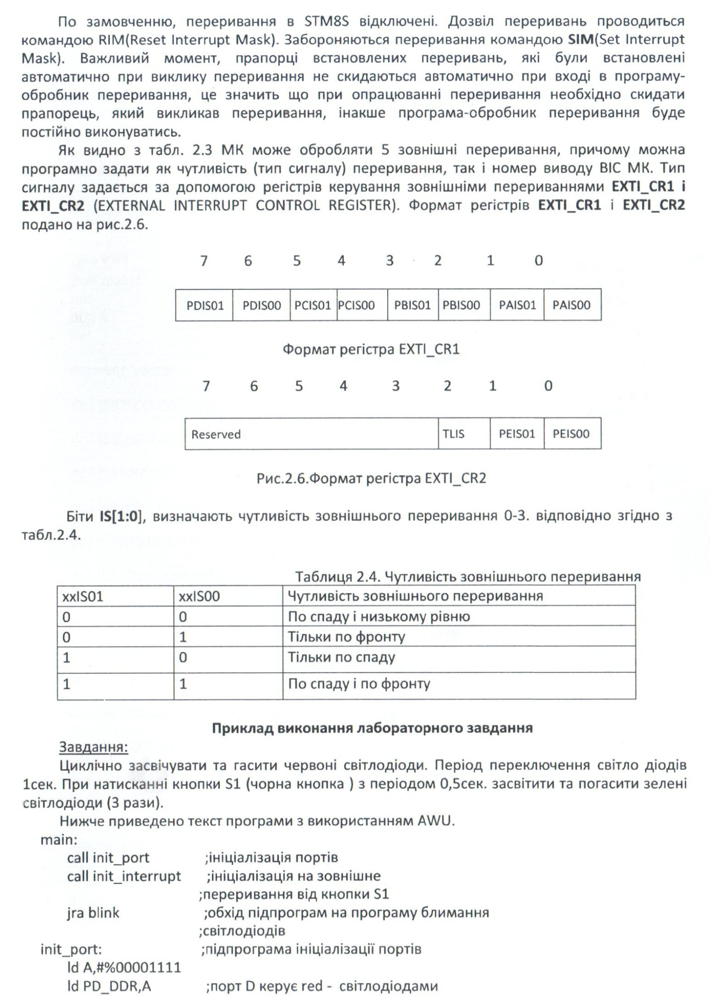 По замовченню, переривання в STM8S відключені. Дозвіл переривань проводиться
командою RIM(Reset Interrupt Mask). Забороняються переривання командою SIM(Set Interrupt
Mask). Важливий момент, прапорці встановлених переривань, які були встановлені
автоматично при виклику переривання не скидаються автоматично при вході в програму-
обробник переривання, це значить що при опрацюванні переривання необхідно скидати
прапорець, який викликав переривання, інакше програма-обробник переривання буде
постійно виконуватись.
Як видно з табл. 2.3 МК може обробляти 5 зовнішні переривання, причому можна
програмно задати як чутливість (тип сигналу) переривання, так і номер виводу ВІС МК. Тип
сигналу задається за допомогою регістрів керування зовнішніми перериваннями EXTI_CR1 і
EXTI_CR2 (EXTERNAL INTERRUPT CONTROL REGISTER). Формат регістрів EXTI_CR1 і EXTI_CR2
подано на рис.2.6.
7 6 5 4 3 2 1 0
PDIS01 PDIS00 PCIS01 PCIS00 PBIS01 PBIS00 PAIS01 PAIS00
Формат регістра EXTI_CR1
7 6 5 4 3 2 1 0
Reserved TLIS PEIS01 PEIS00
Рис.2.6.Формат регістра EXTI_CR2
Біти IS[1:0], визначають чутливість зовнішнього переривання 0-3. відповідно згідно з
табл.2.4.
Таблиця 2.4. Чутливість зовнішнього переривання
xxIS01 xxIS00 Чутливість зовнішнього переривання
0 0 По спаду і низькому рівню
0 1 Тільки по фронту
1 0 Тільки по спаду
1 1 По спаду і по фронту
Приклад виконання лабораторного завдання
Завдання:
Циклічно засвічувати та гасити червоні світлодіоди. Період переключення світло діодів
1сек. При натисканні кнопки S1 (чорна кнопка ) з періодом 0,5сек. засвітити та погасити зелені
світлодіоди (3 рази).
Нижче приведено текст програми з використанням AWU.
main:
call init_port ;ініціалізація портів
call init_interrupt ;ініціалізація на зовнішне
;переривання від кнопки S1
jra blink ;обхід підпрограм на програму блимання
;світлодіодів
init_port: ;підпрограма ініціалізації портів
ld A,#%00001111
ld PD_DDR,A ;порт D керує red - світлодіодами